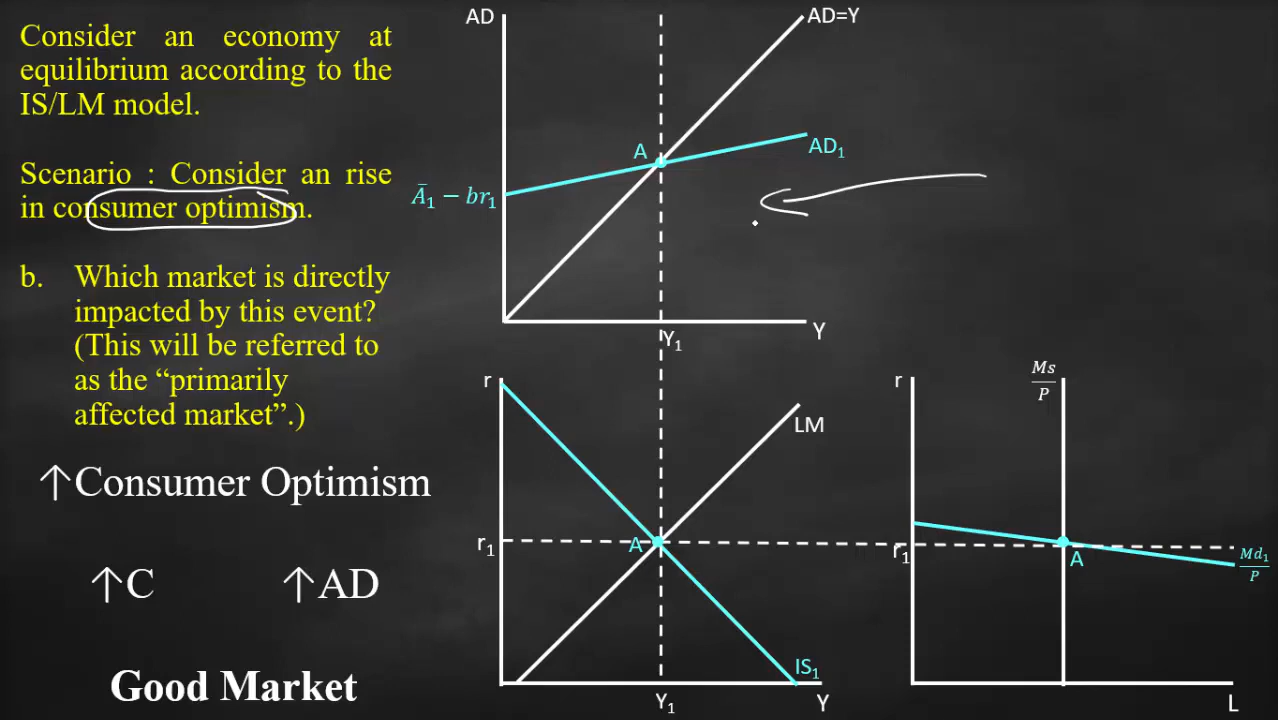 Consider an economy at
equilibrium according to the
IS/LM model.
Scenario : Consider an rise
in consumer optimism.
b. Which market is directly
impacted by this event?
(This will be referred to
as the “primarily
affected market”.)
↑Consumer Optimism
↑C ↑AD
Good Market
AD
AD=Y
A
AD₁
Ā₁ − br₁
Y₁
Y
r
LM
r₁
A
IS₁
Y₁
Y
r
Ms/P
r₁
A
Md₁/P
L